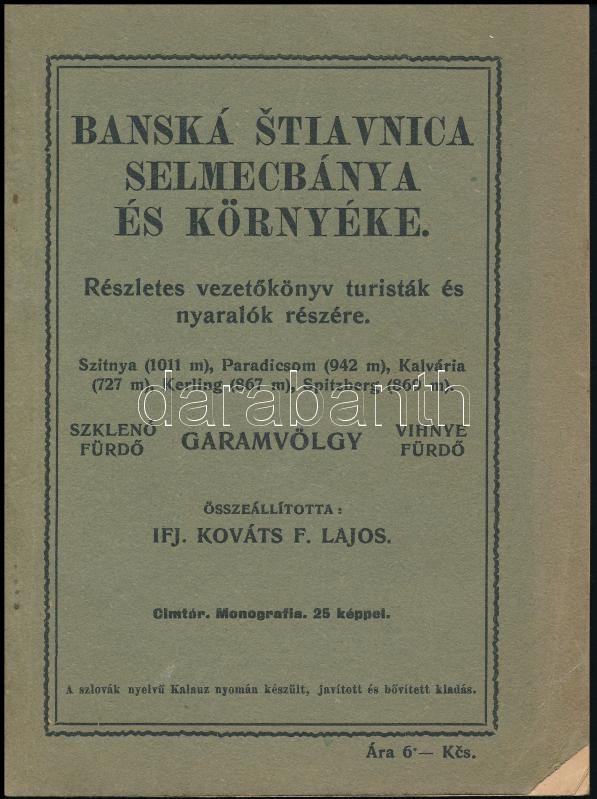 BANSKÁ ŠTIAVNICA
SELMECBÁNYA
ÉS KÖRNYÉKE.
Részletes vezetőkönyv turisták és
nyaralók részére.
Szitnya (1011 m), Paradicsom (942 m), Kalvária
(727 m), Kerling (867 m), Spitzberg m).
darabanth
SZKLENÓ
FÜRDŐ
GARAMVÖLGY
VIHNYE
FÜRDŐ
ÖSSZEÁLLÍTOTTA:
IFJ. KOVÁTS F. LAJOS.
Cimtár. Monografia. 25 képpel.
A szlovák nyelvű Kalauz nyomán készült, javított és bővített kiadás.
Ára 6·— Kčs.